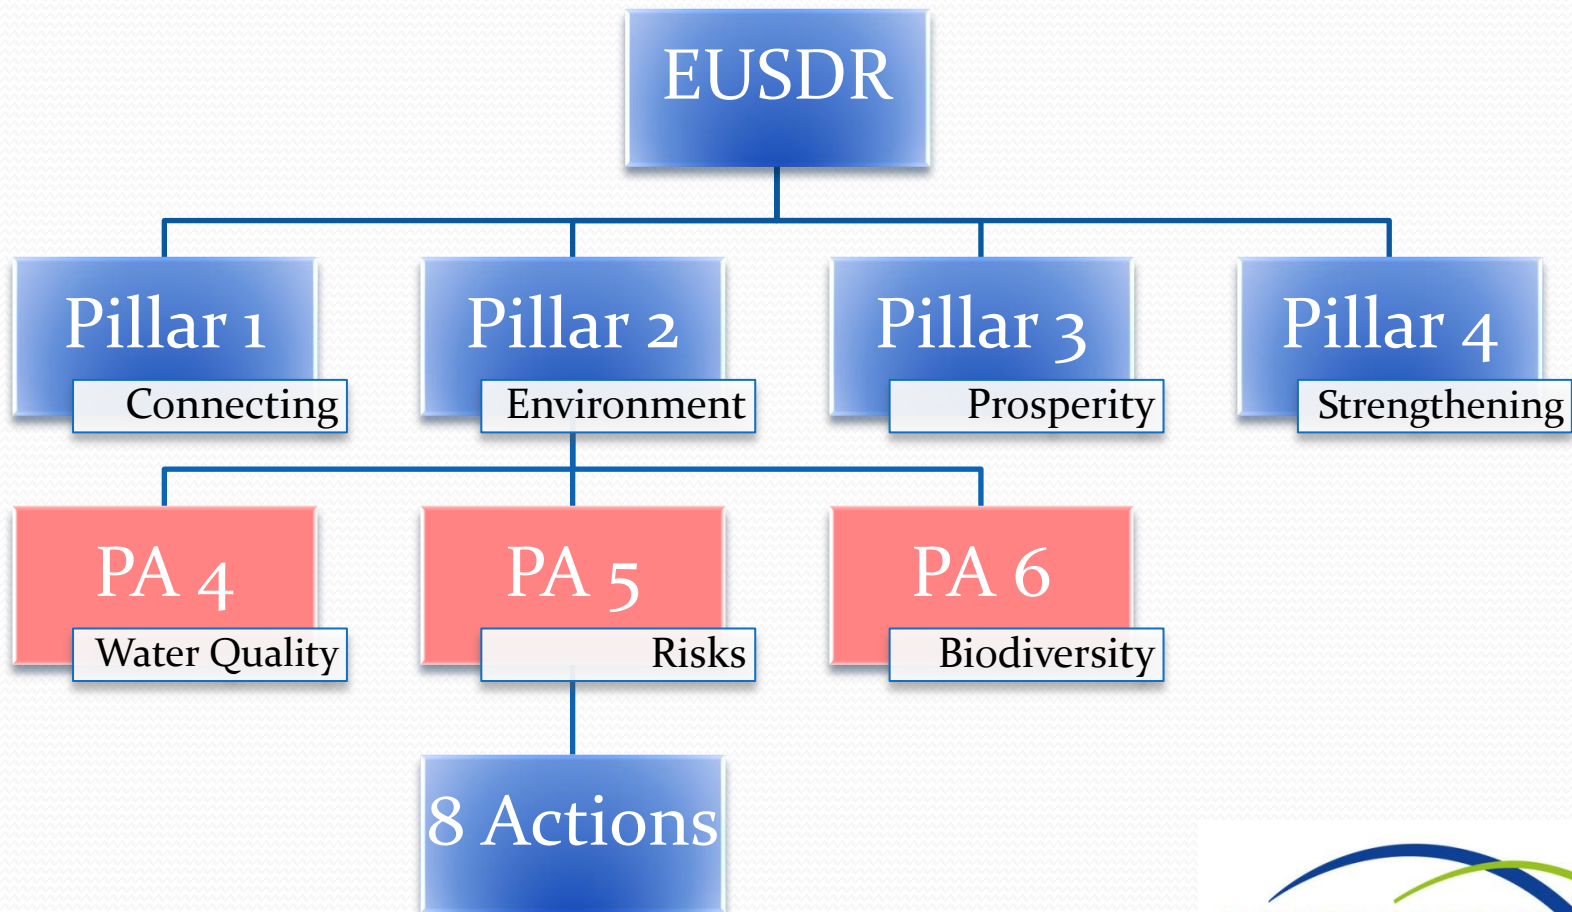 EUSDR
Pillar 1
Connecting
Pillar 2
Environment
Pillar 3
Prosperity
Pillar 4
Strengthening
PA 4
Water Quality
PA 5
Risks
PA 6
Biodiversity
8 Actions